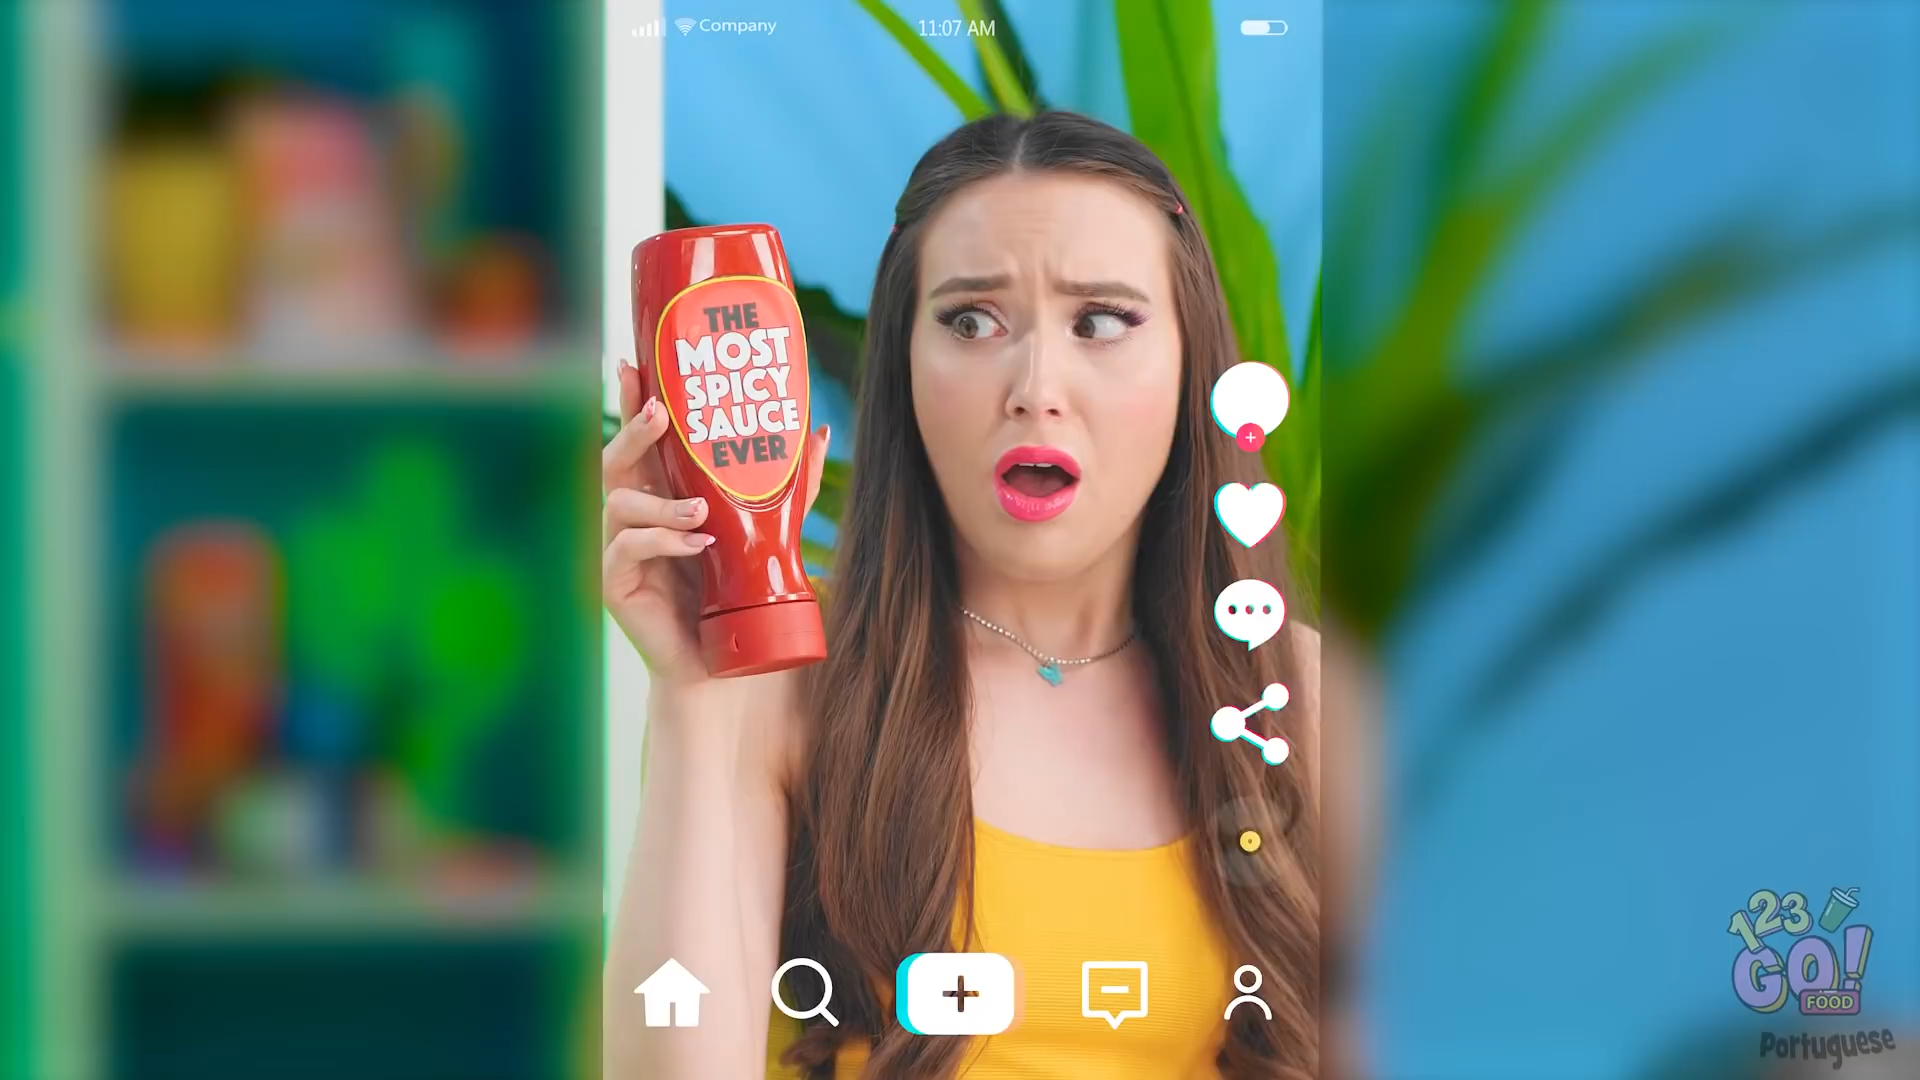 Company
11:07 AM
THE
MOST
SPICY
SAUCE
EVER
123
GO!
FOOD
Portuguese